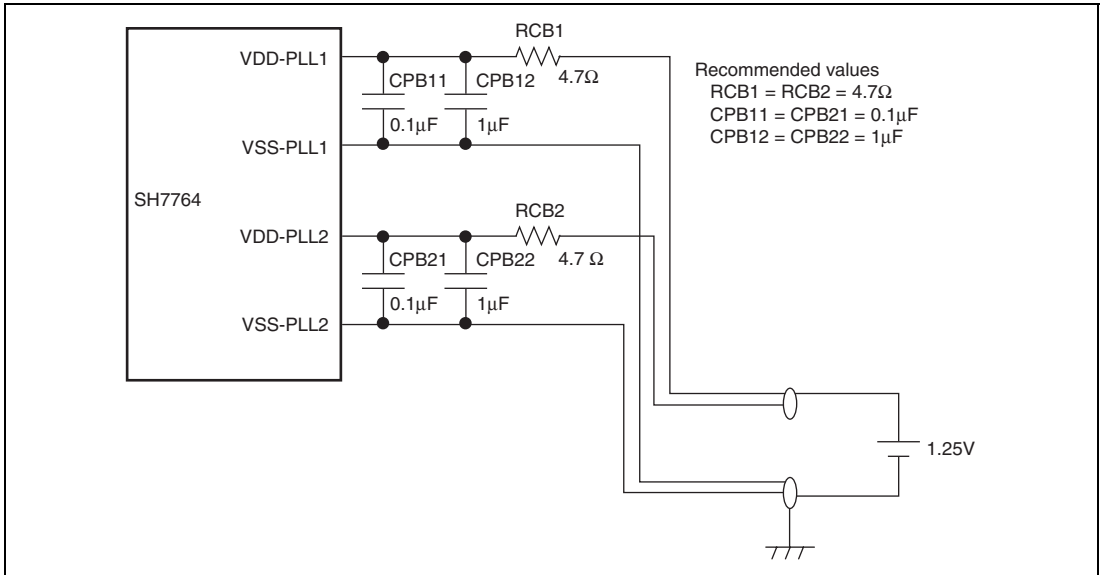 RCB1
VDD-PLL1
4.7Ω
CPB11
CPB12
0.1μF
1μF
VSS-PLL1
Recommended values
RCB1 = RCB2 = 4.7Ω
CPB11 = CPB21 = 0.1μF
CPB12 = CPB22 = 1μF
SH7764
RCB2
VDD-PLL2
4.7 Ω
CPB21
CPB22
0.1μF
1μF
VSS-PLL2
1.25V